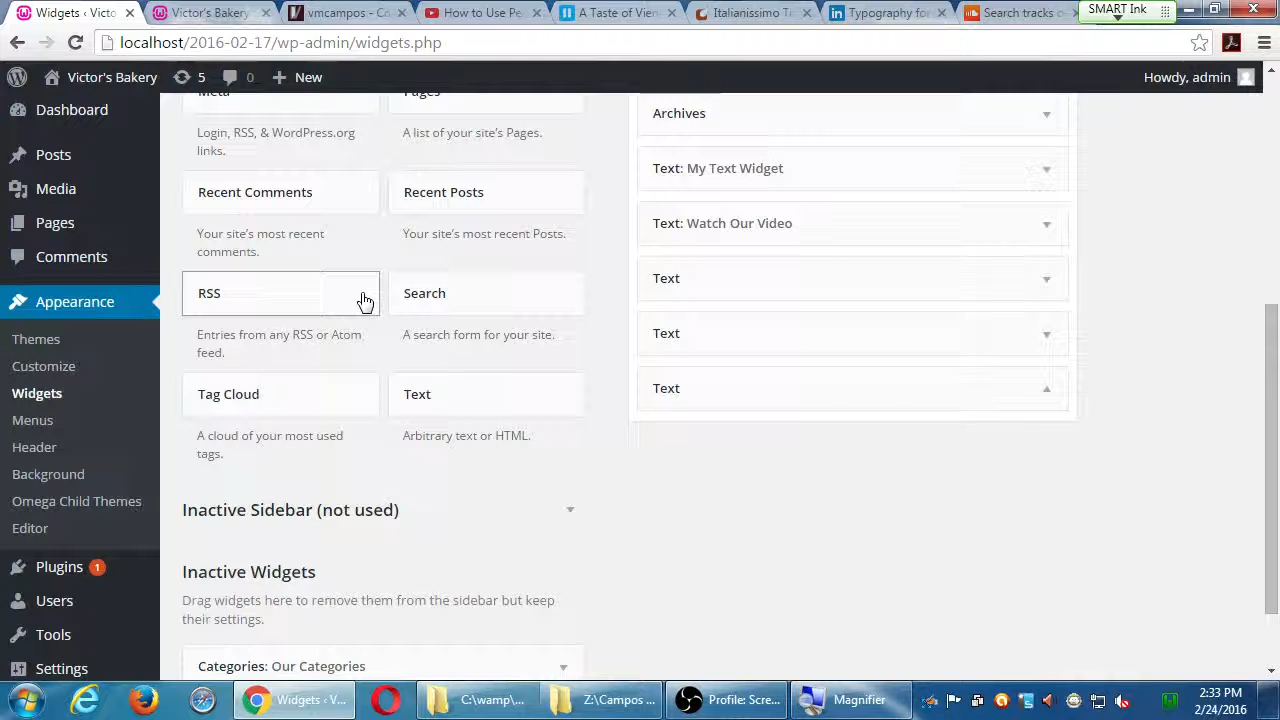 Widgets ‹ Victo
Victor's Bakery
vmcampos - Co
How to Use Pe
A Taste of Vien
Italianissimo Tr
Typography fo
Search tracks o
SMART Ink
localhost/2016-02-17/wp-admin/widgets.php
Victor's Bakery
5
0
New
Howdy, admin
Dashboard
Posts
Media
Pages
Comments
Appearance
Themes
Customize
Widgets
Menus
Header
Background
Omega Child Themes
Editor
Plugins 1
Users
Tools
Settings
Meta
Pages
Login, RSS, & WordPress.org
links.
A list of your site's Pages.
Recent Comments
Recent Posts
Your site's most recent
comments.
Your site's most recent Posts.
RSS
Search
Entries from any RSS or Atom
feed.
A search form for your site.
Tag Cloud
Text
A cloud of your most used
tags.
Arbitrary text or HTML.
Inactive Sidebar (not used)
Inactive Widgets
Drag widgets here to remove them from the sidebar but keep
their settings.
Categories: Our Categories
Archives
Text: My Text Widget
Text: Watch Our Video
Text
Text
Text
Widgets ‹ V...
C:\wamp\...
Z:\Campos ...
Profile: Scre...
Magnifier
2:33 PM
2/24/2016